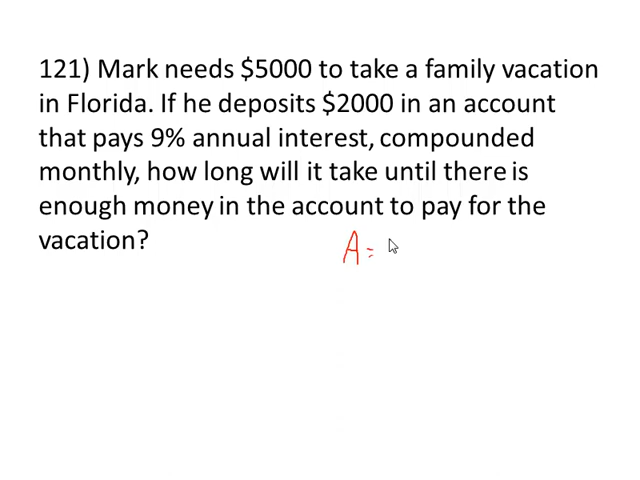 121) Mark needs $5000 to take a family vacation
in Florida. If he deposits $2000 in an account
that pays 9% annual interest, compounded
monthly, how long will it take until there is
enough money in the account to pay for the
vacation?
A =